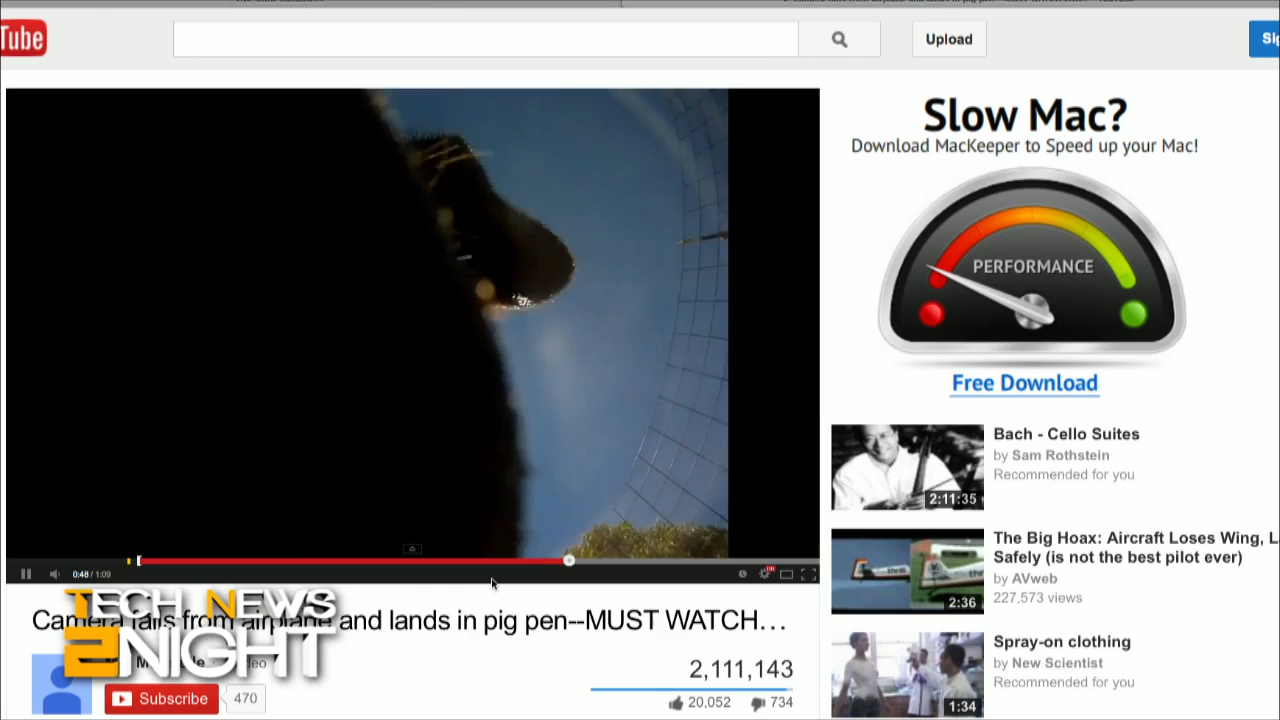 Tube
Upload
Slow Mac?
Download MacKeeper to Speed up your Mac!
PERFORMANCE
Free Download
Bach - Cello Suites
by Sam Rothstein
Recommended for you
2:11:35
The Big Hoax: Aircraft Loses Wing, L
Safely (is not the best pilot ever)
by AVweb
227,573 views
2:36
Spray-on clothing
by New Scientist
Recommended for you
1:34
0:48 / 1:09
Camera falls from airplane and lands in pig pen--MUST WATCH...
TECH NEWS
2NIGHT
2,111,143
Subscribe 470
20,052 734